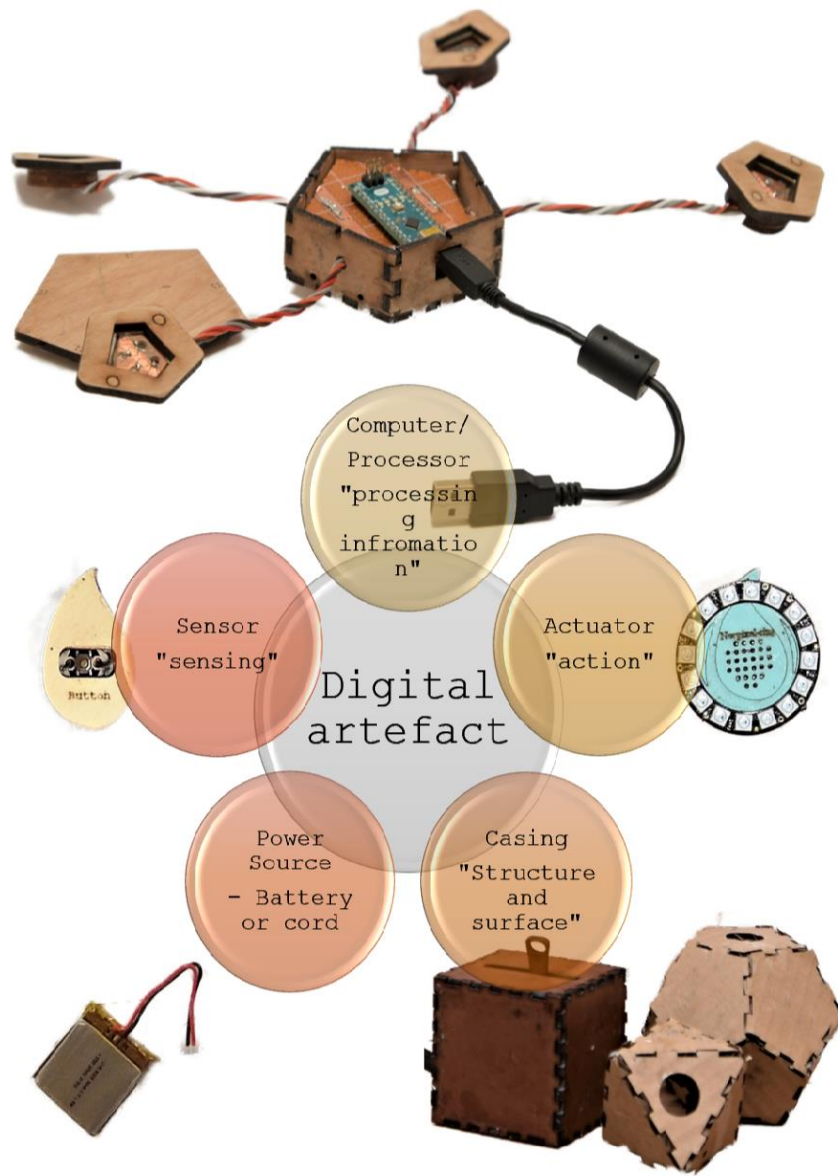 Computer/
Processor
"processin
g
infromatio
n"
Sensor
"sensing"
Actuator
"action"
Button
Digital
artefact
Power
Source
- Battery
or cord
Casing
"Structure
and
surface"